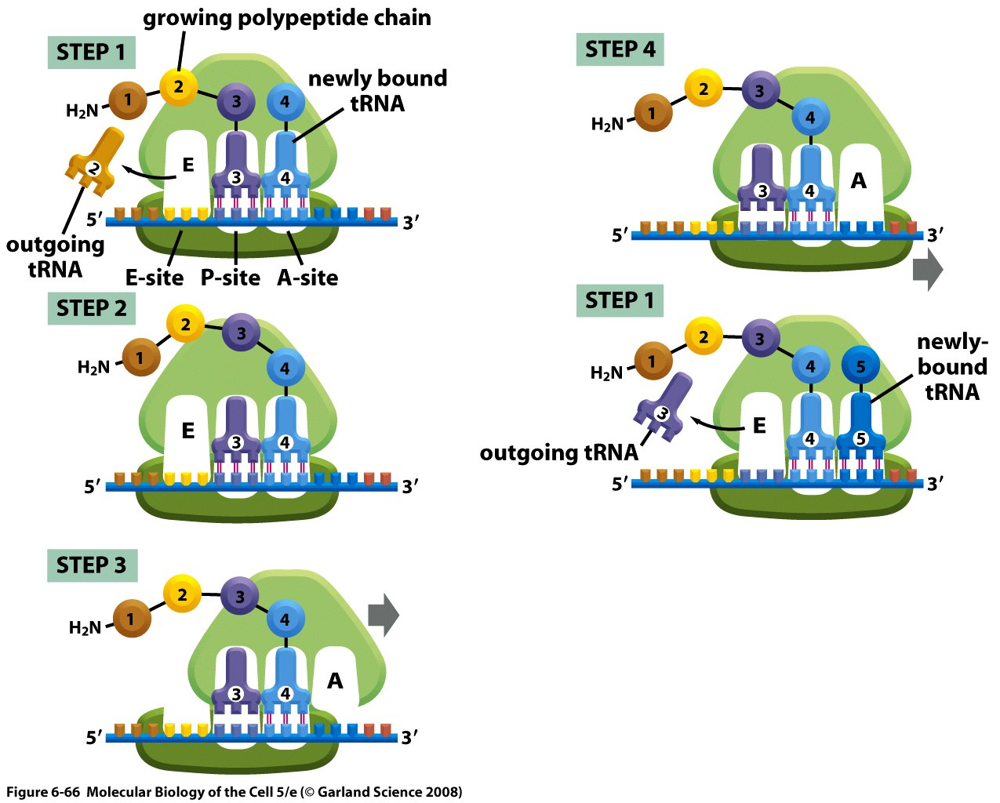 growing polypeptide chain
STEP 1
newly bound
tRNA
1
2
3
4
H₂N
2
E
3
4
5′
3′
outgoing
tRNA
E-site
P-site
A-site
STEP 2
1
2
3
4
H₂N
E
3
4
5′
3′
STEP 3
1
2
3
4
H₂N
3
4
A
5′
3′
STEP 4
1
2
3
4
H₂N
3
4
A
5′
3′
STEP 1
newly-
bound
tRNA
1
2
3
4
5
H₂N
3
E
4
5
outgoing tRNA
5′
3′
Figure 6-66 Molecular Biology of the Cell 5/e (© Garland Science 2008)